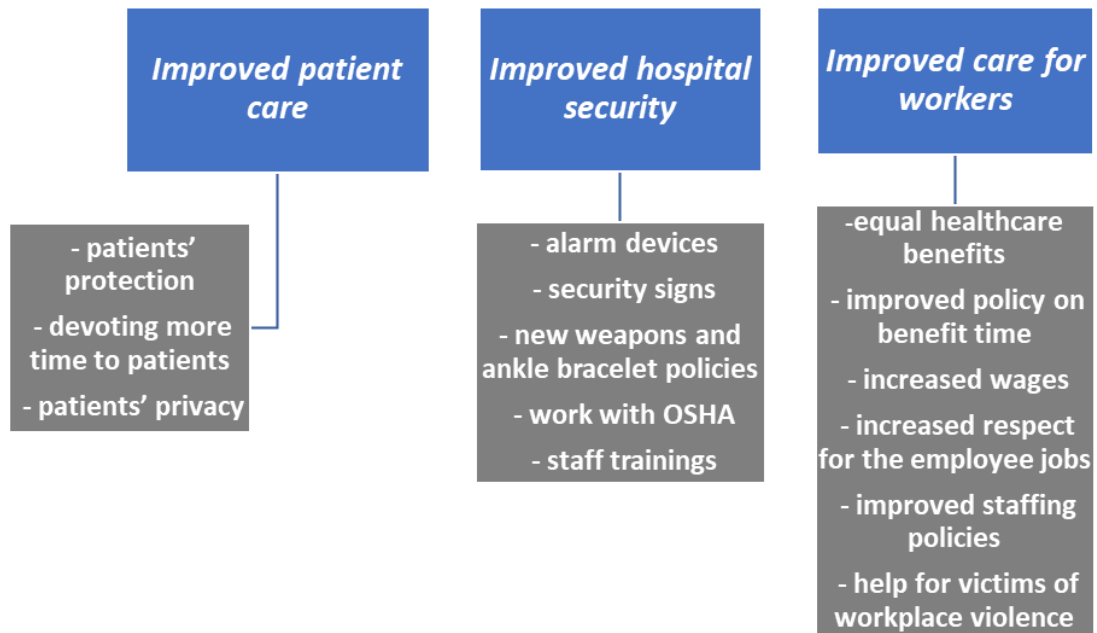 Improved patient
care
- patients'
protection
- devoting more
time to patients
- patients’ privacy
Improved hospital
security
- alarm devices
- security signs
- new weapons and
ankle bracelet policies
- work with OSHA
- staff trainings
Improved care for
workers
-equal healthcare
benefits
- improved policy on
benefit time
- increased wages
- increased respect
for the employee jobs
- improved staffing
policies
- help for victims of
workplace violence